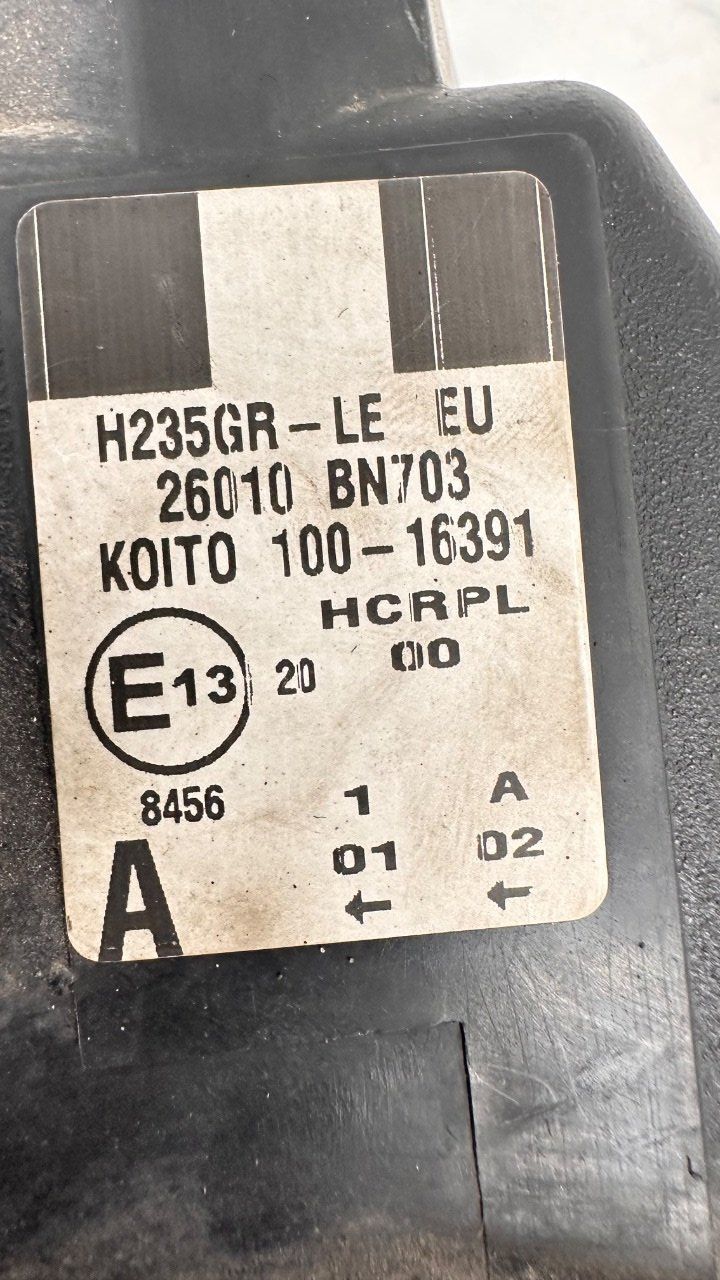 H235GR-LE EU
26010 BN703
KOITO 100-16391
HCRPL
E13 20 00
8456
1 A
01 02
← ←
A